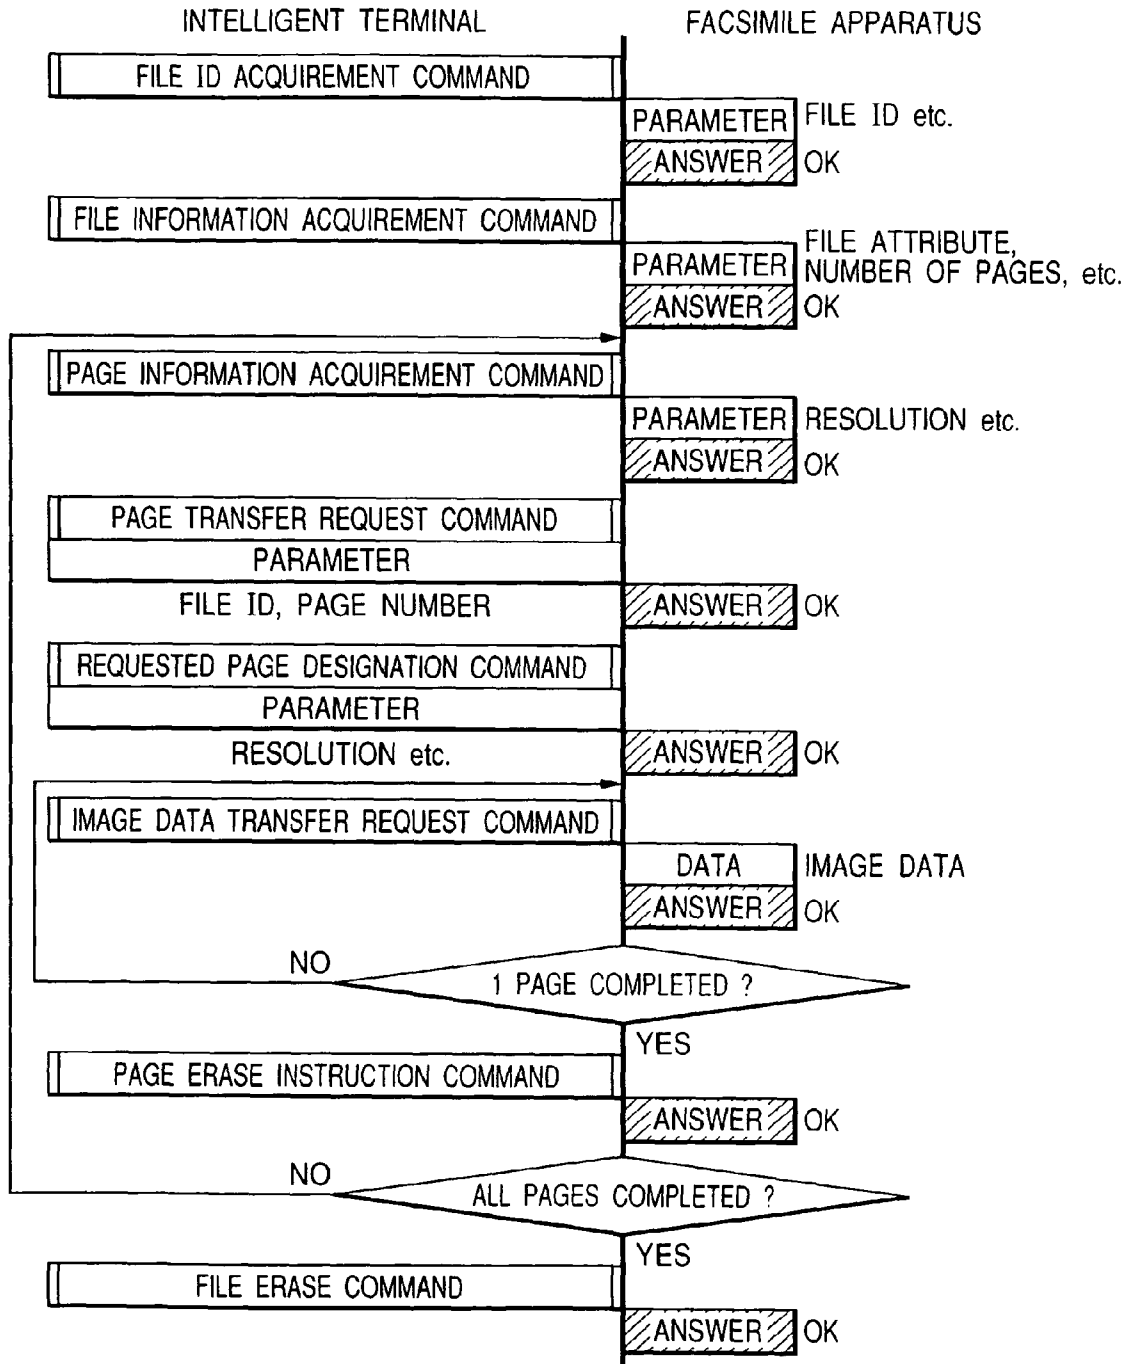 INTELLIGENT TERMINAL
FACSIMILE APPARATUS
FILE ID ACQUIREMENT COMMAND
PARAMETER
FILE ID etc.
ANSWER
OK
FILE INFORMATION ACQUIREMENT COMMAND
PARAMETER
FILE ATTRIBUTE,
NUMBER OF PAGES, etc.
ANSWER
OK
PAGE INFORMATION ACQUIREMENT COMMAND
PARAMETER
RESOLUTION etc.
ANSWER
OK
PAGE TRANSFER REQUEST COMMAND
PARAMETER
FILE ID, PAGE NUMBER
ANSWER
OK
REQUESTED PAGE DESIGNATION COMMAND
PARAMETER
RESOLUTION etc.
ANSWER
OK
IMAGE DATA TRANSFER REQUEST COMMAND
DATA
IMAGE DATA
ANSWER
OK
NO
1 PAGE COMPLETED ?
YES
PAGE ERASE INSTRUCTION COMMAND
ANSWER
OK
NO
ALL PAGES COMPLETED ?
YES
FILE ERASE COMMAND
ANSWER
OK